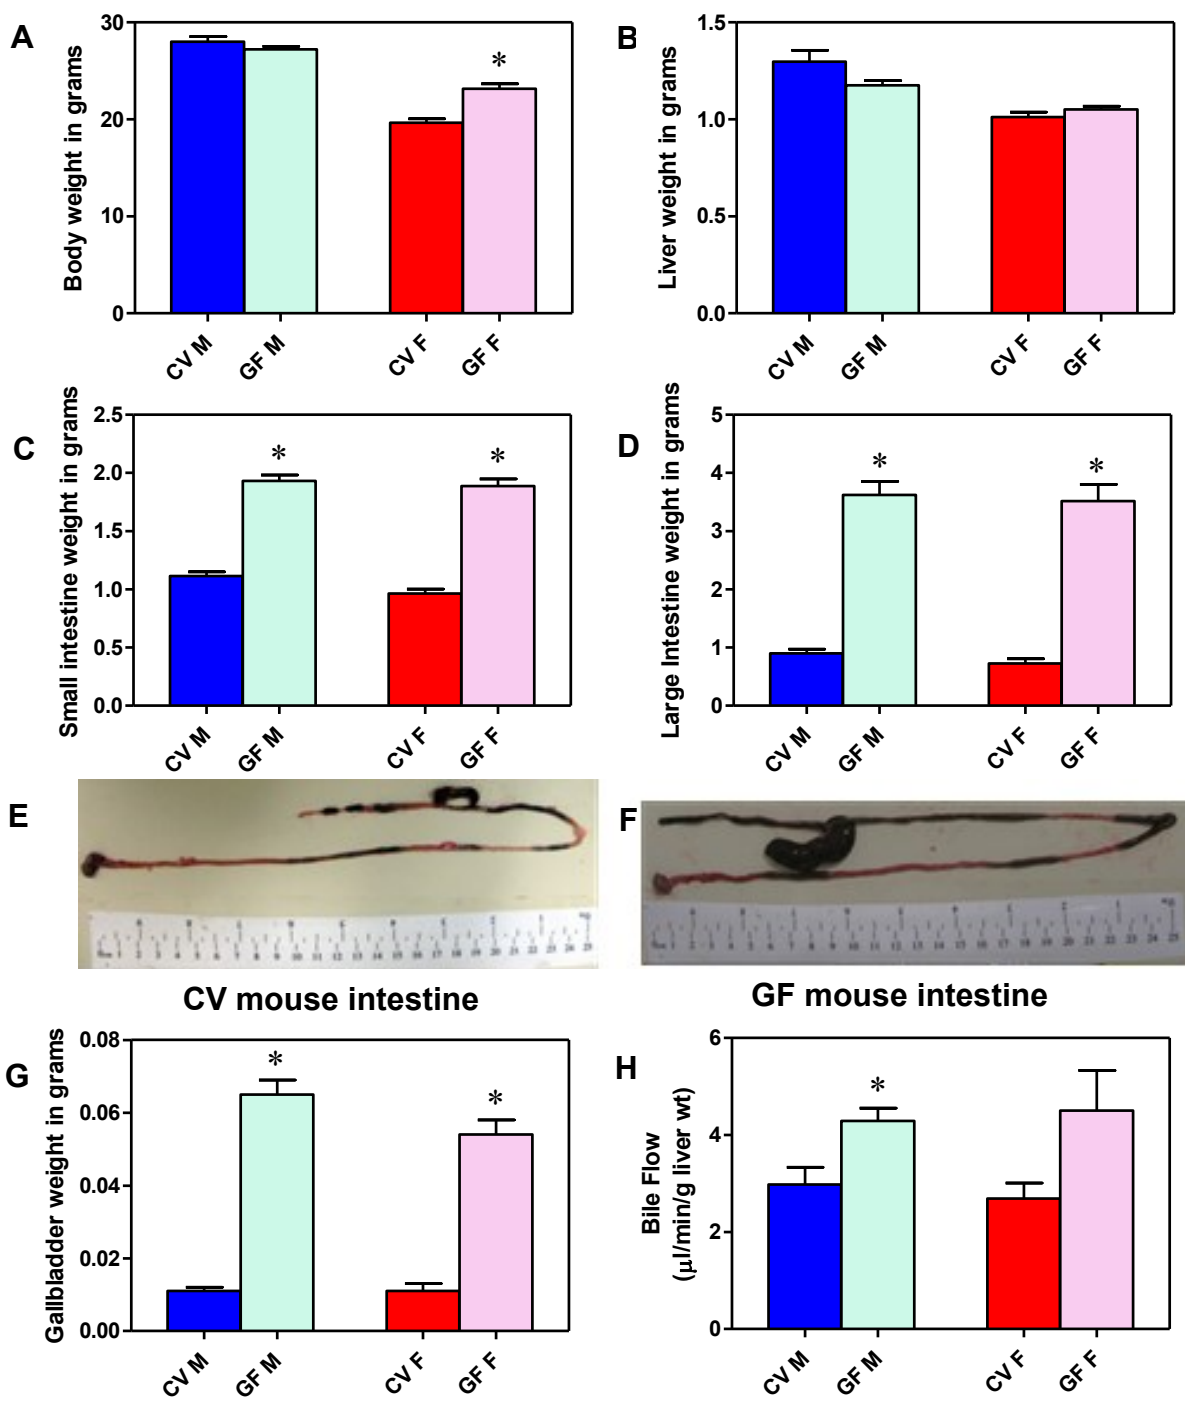 A
Body weight in grams
30
20
10
0
CV M
GF M
CV F
GF F
*
B
Liver weight in grams
1.5
1.0
0.5
0.0
CV M
GF M
CV F
GF F
C
Small intestine weight in grams
2.5
2.0
1.5
1.0
0.5
0.0
*
*
CV M
GF M
CV F
GF F
D
Large Intestine weight in grams
5
4
3
2
1
0
*
*
CV M
GF M
CV F
GF F
E
CV mouse intestine
F
GF mouse intestine
G
Gallbladder weight in grams
0.08
0.06
0.04
0.02
0.00
*
*
CV M
GF M
CV F
GF F
H
Bile Flow
(µl/min/g liver wt)
6
4
2
0
*
CV M
GF M
CV F
GF F